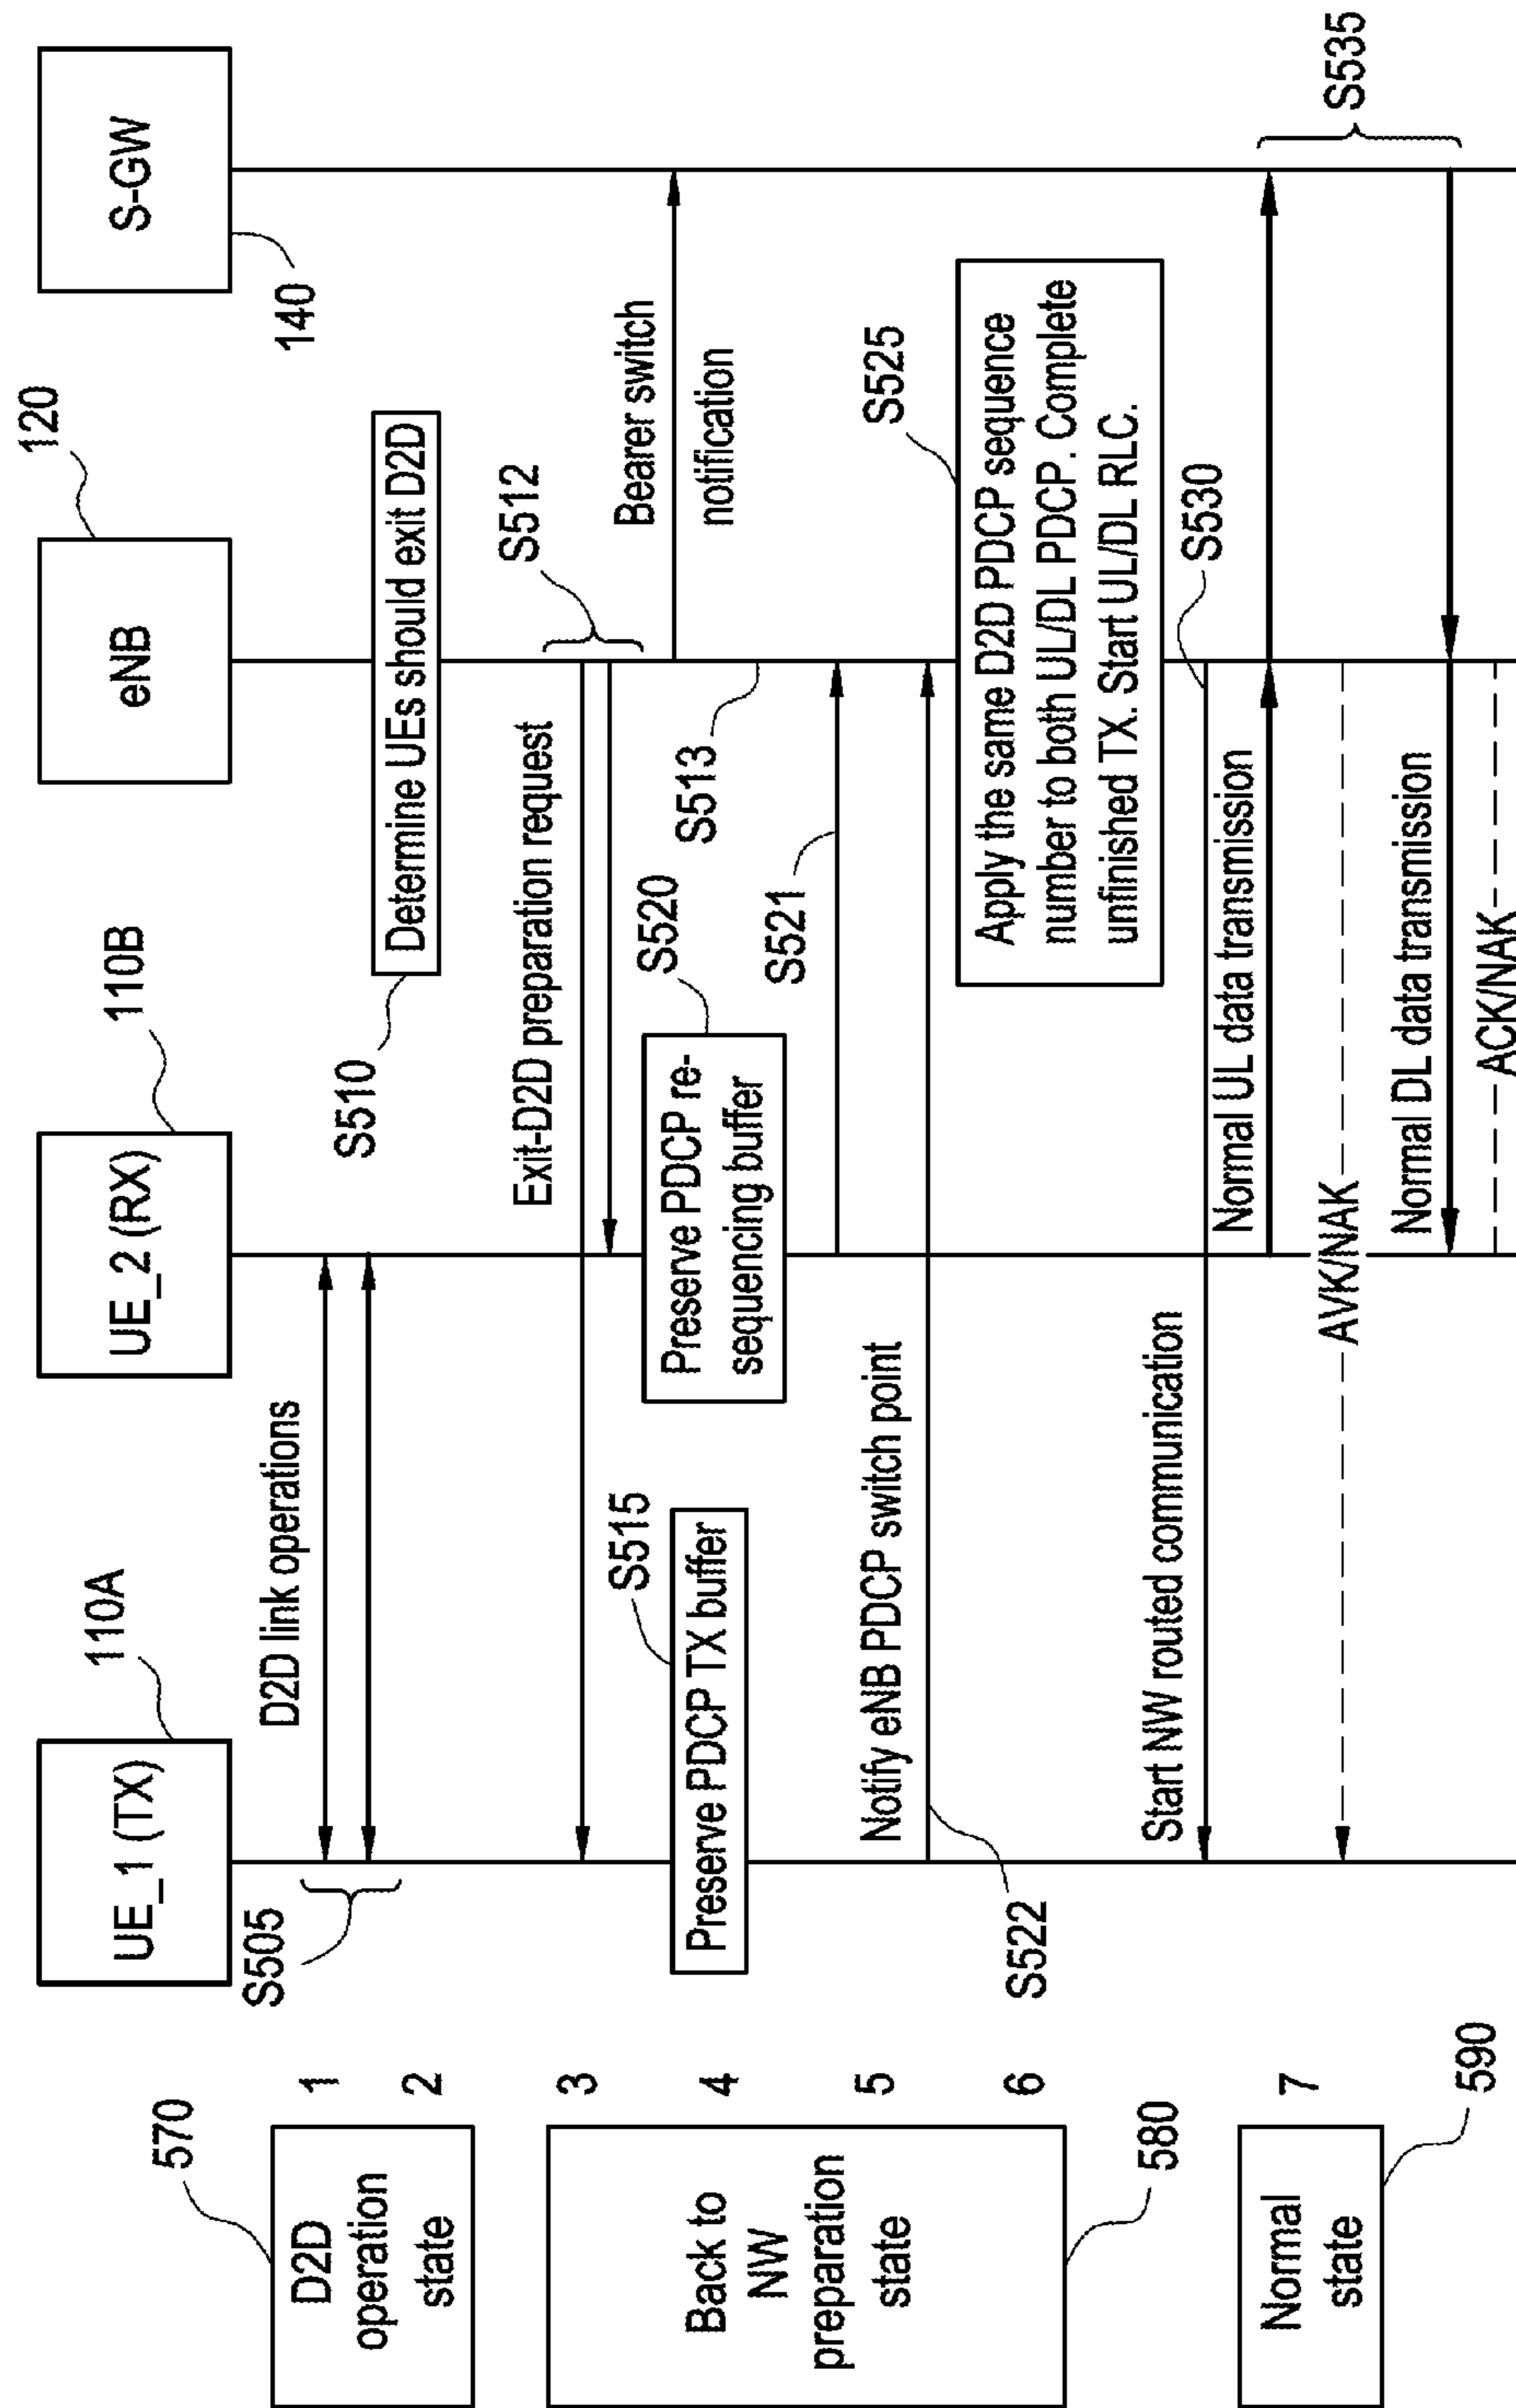 110A
110B
120
UE_1 (TX)
UE_2 (RX)
eNB
S-GW
140
570
D2D
operation
state
1
2
S505
D2D link operations
S510
Determine UEs should exit D2D
Back to
NW
preparation
state
580
3
4
5
6
Exit-D2D preparation request
S512
Bearer switch
notification
S513
S515
Preserve PDCP TX buffer
S520
Preserve PDCP re-
sequencing buffer
S521
Notify eNB PDCP switch point
S522
S525
Apply the same D2D PDCP sequence
number to both UL/DL PDCP. Complete
unfinished TX. Start UL/DL RLC.
Start NW routed communication
S530
Normal
state
590
7
Normal UL data transmission
AVK/NAK
Normal DL data transmission
ACK/NAK
S535